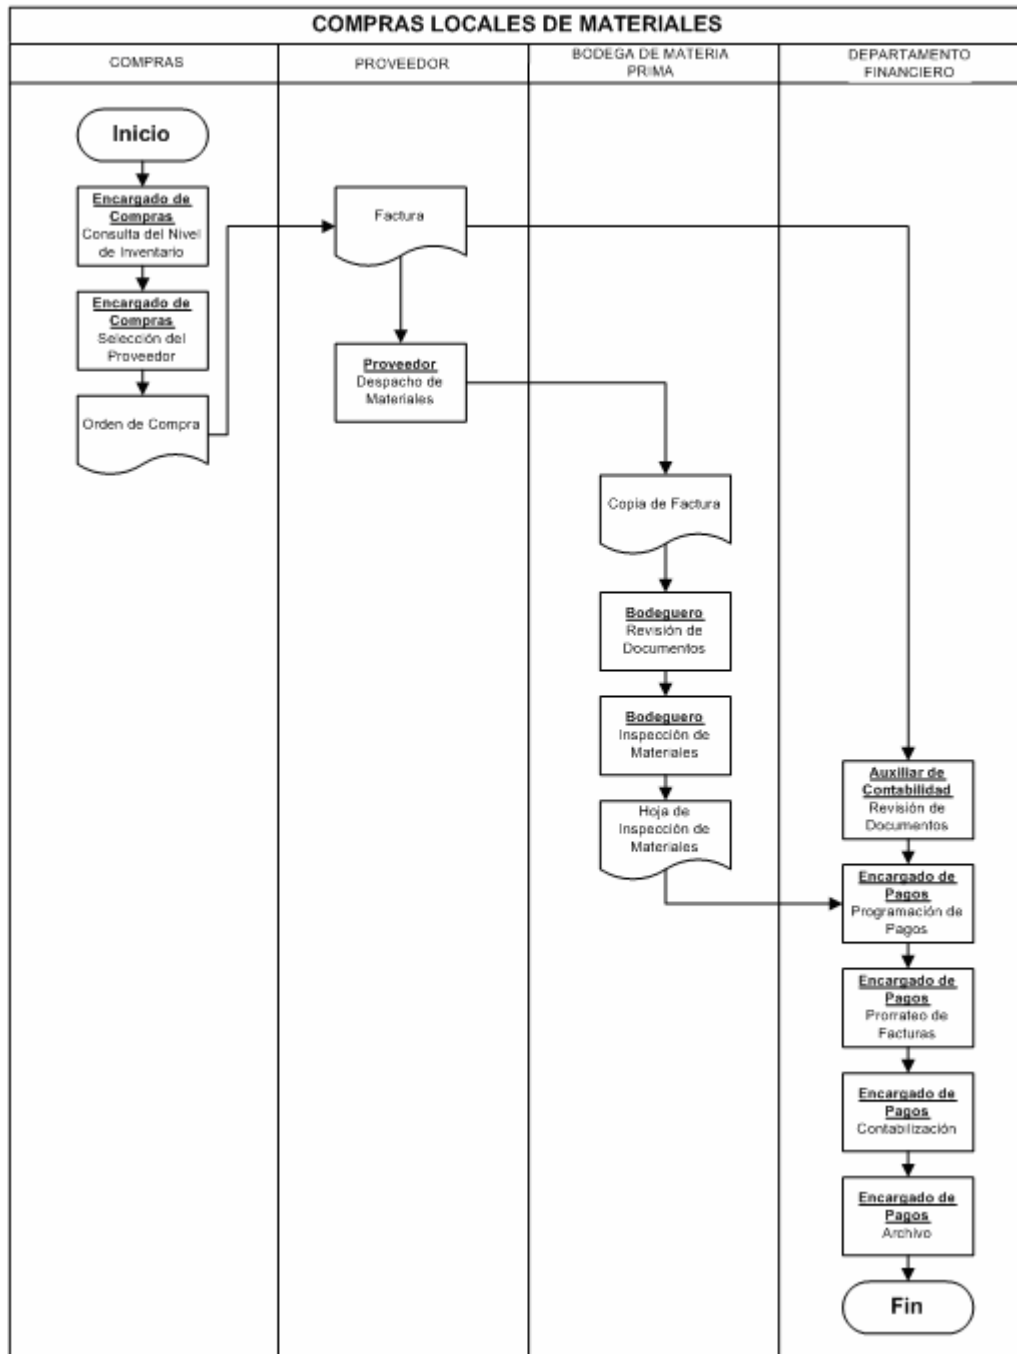 COMPRAS LOCALES DE MATERIALES
COMPRAS
PROVEEDOR
BODEGA DE MATERIA
PRIMA
DEPARTAMENTO
FINANCIERO
Inicio
Encargado de
Compras
Consulta del Nivel
de Inventario
Encargado de
Compras
Selección del
Proveedor
Orden de Compra
Factura
Proveedor
Despacho de
Materiales
Copia de Factura
Bodeguero
Revisión de
Documentos
Bodeguero
Inspección de
Materiales
Hoja de
Inspección de
Materiales
Auxiliar de
Contabilidad
Revisión de
Documentos
Encargado de
Pagos
Programación de
Pagos
Encargado de
Pagos
Prorrateo de
Facturas
Encargado de
Pagos
Contabilización
Encargado de
Pagos
Archivo
Fin